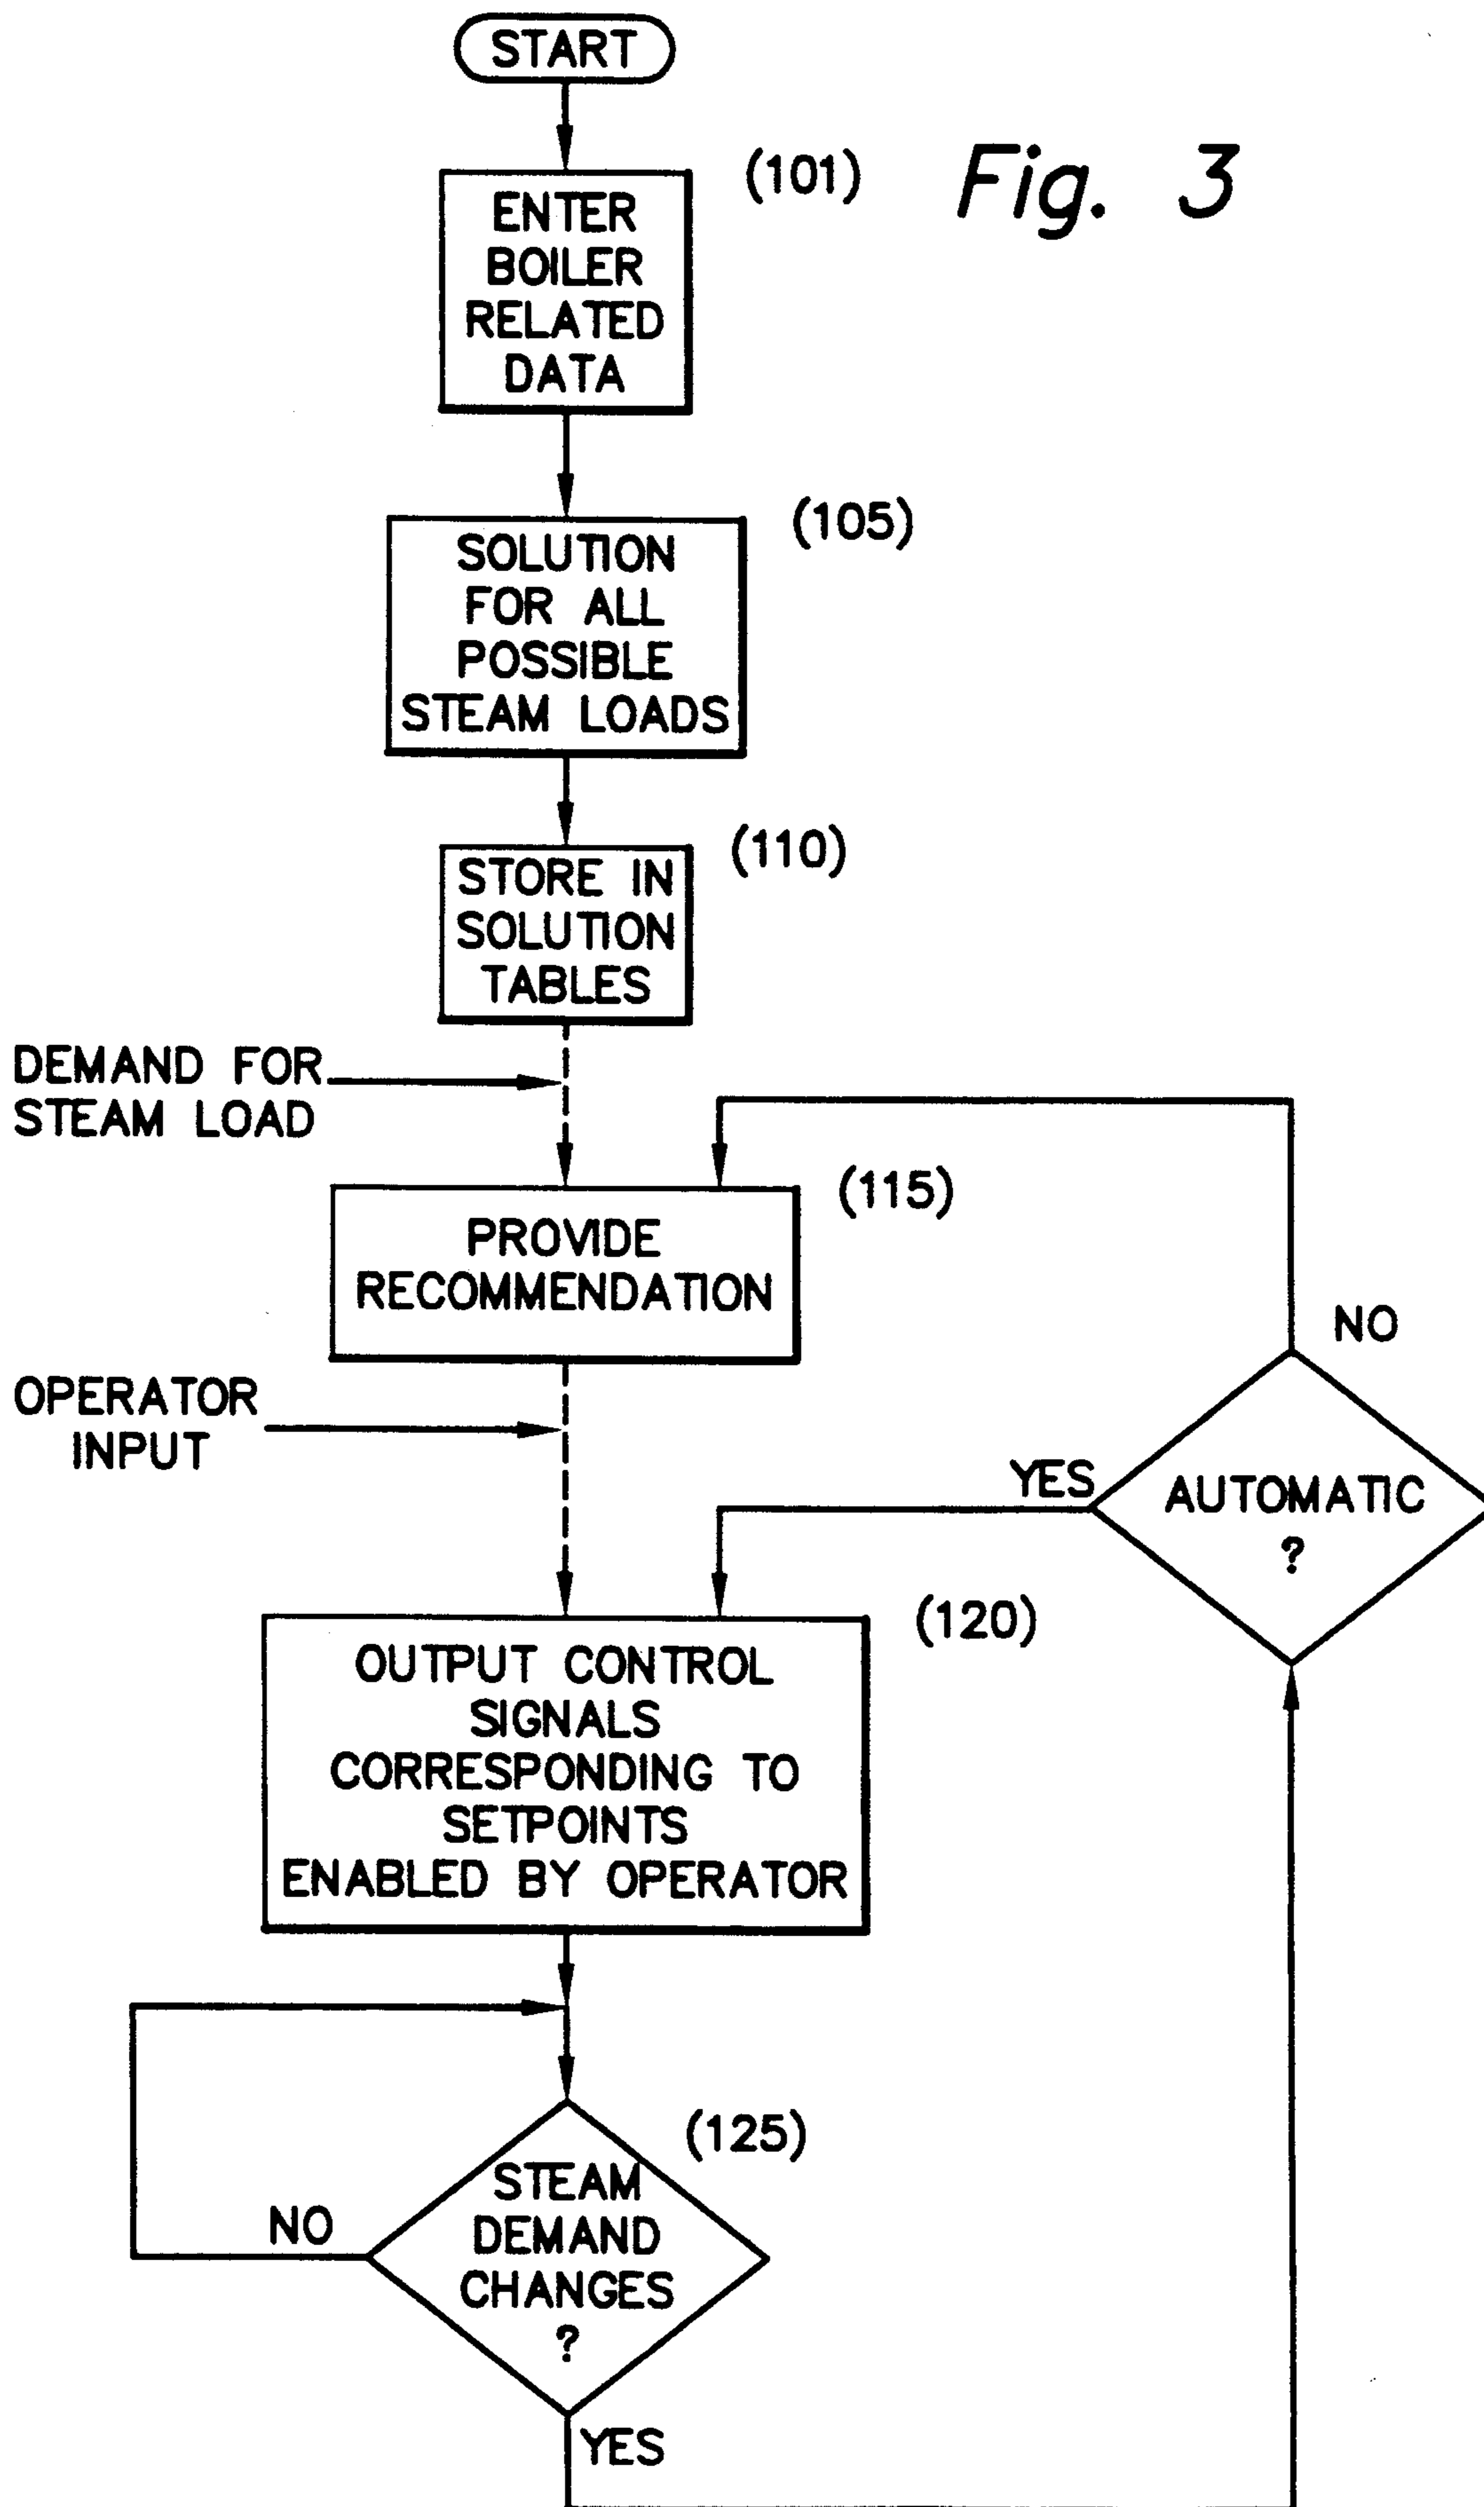 START
(101)
Fig. 3
ENTER
BOILER
RELATED
DATA
(105)
SOLUTION
FOR ALL
POSSIBLE
STEAM LOADS
(110)
STORE IN
SOLUTION
TABLES
DEMAND FOR
STEAM LOAD
(115)
PROVIDE
RECOMMENDATION
NO
OPERATOR
INPUT
YES
AUTOMATIC
?
(120)
OUTPUT CONTROL
SIGNALS
CORRESPONDING TO
SETPOINTS
ENABLED BY OPERATOR
(125)
STEAM
DEMAND
CHANGES
?
NO
YES